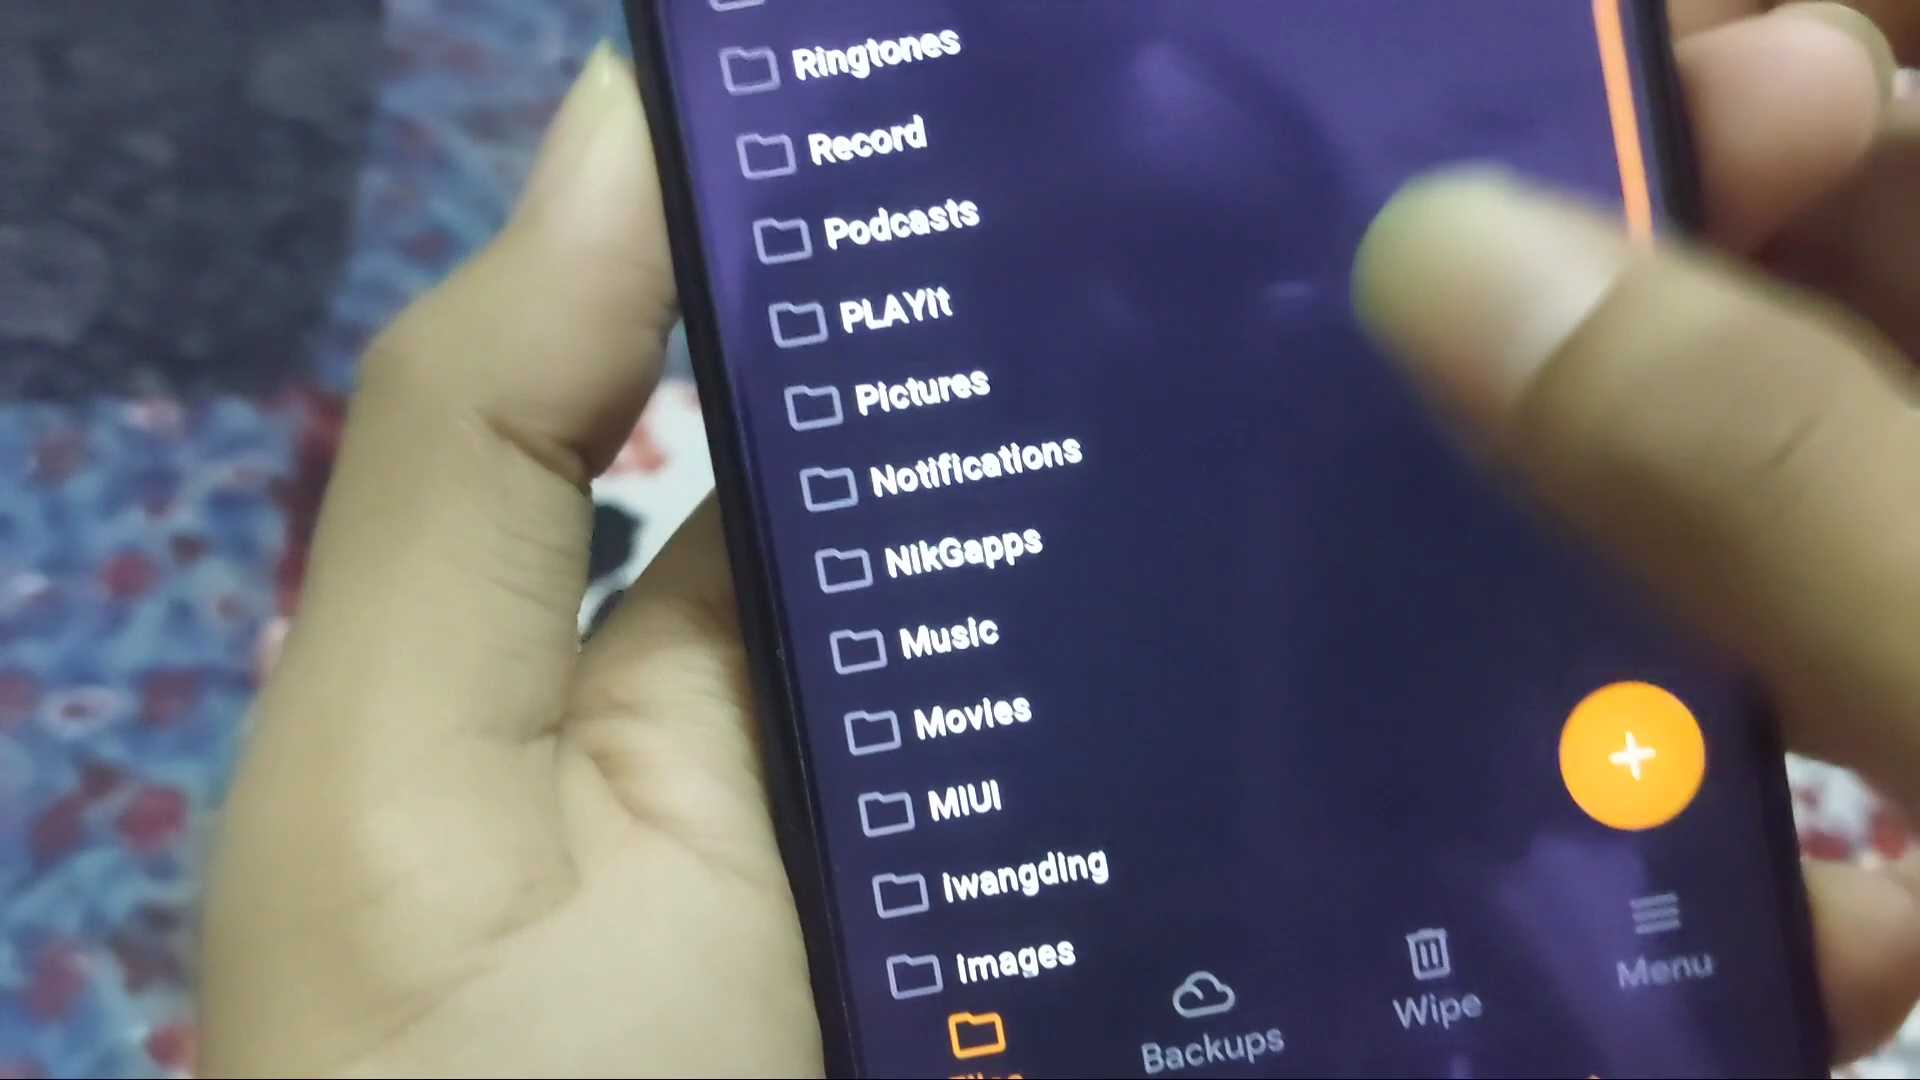 Ringtones
Record
Podcasts
PLAYit
Pictures
Notifications
NikGapps
Music
Movies
MIUI
iwangding
images
Backups
Wipe
Menu